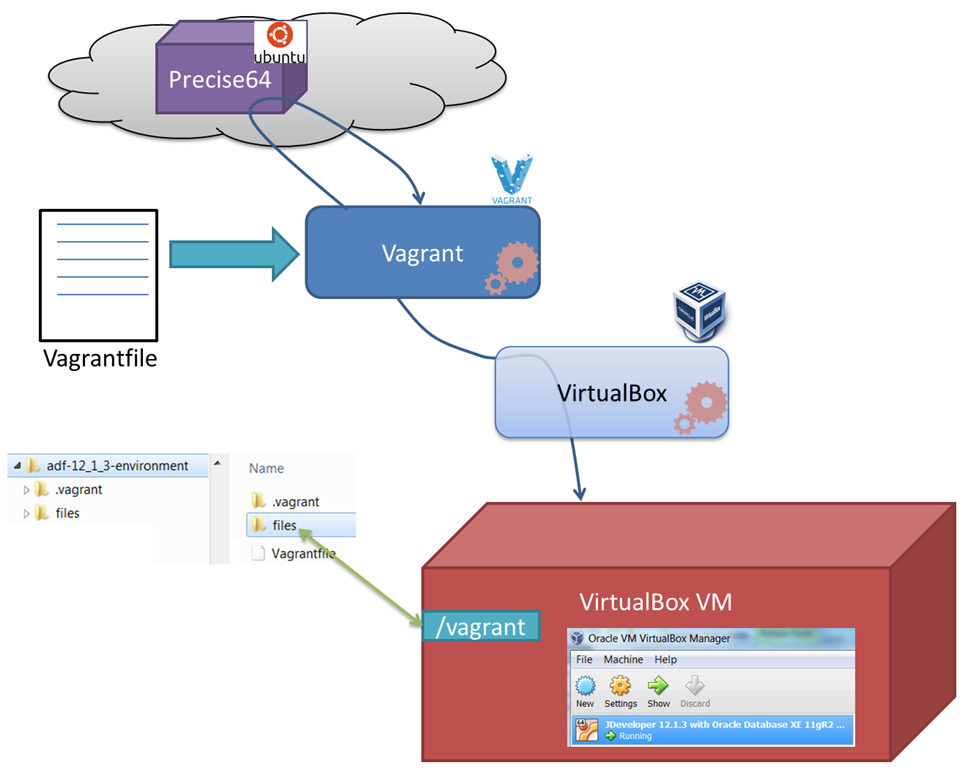 ubuntu
Precise64
VAGRANT
Vagrant
Vagrantfile
VirtualBox
adf-12_1_3-environment
.vagrant
files
Name
.vagrant
files
Vagrantfile
VirtualBox VM
/vagrant
Oracle VM VirtualBox Manager
File Machine Help
New Settings Show Discard
64
JDeveloper 12.1.3 with Oracle Database XE 11gR2 ...
Running